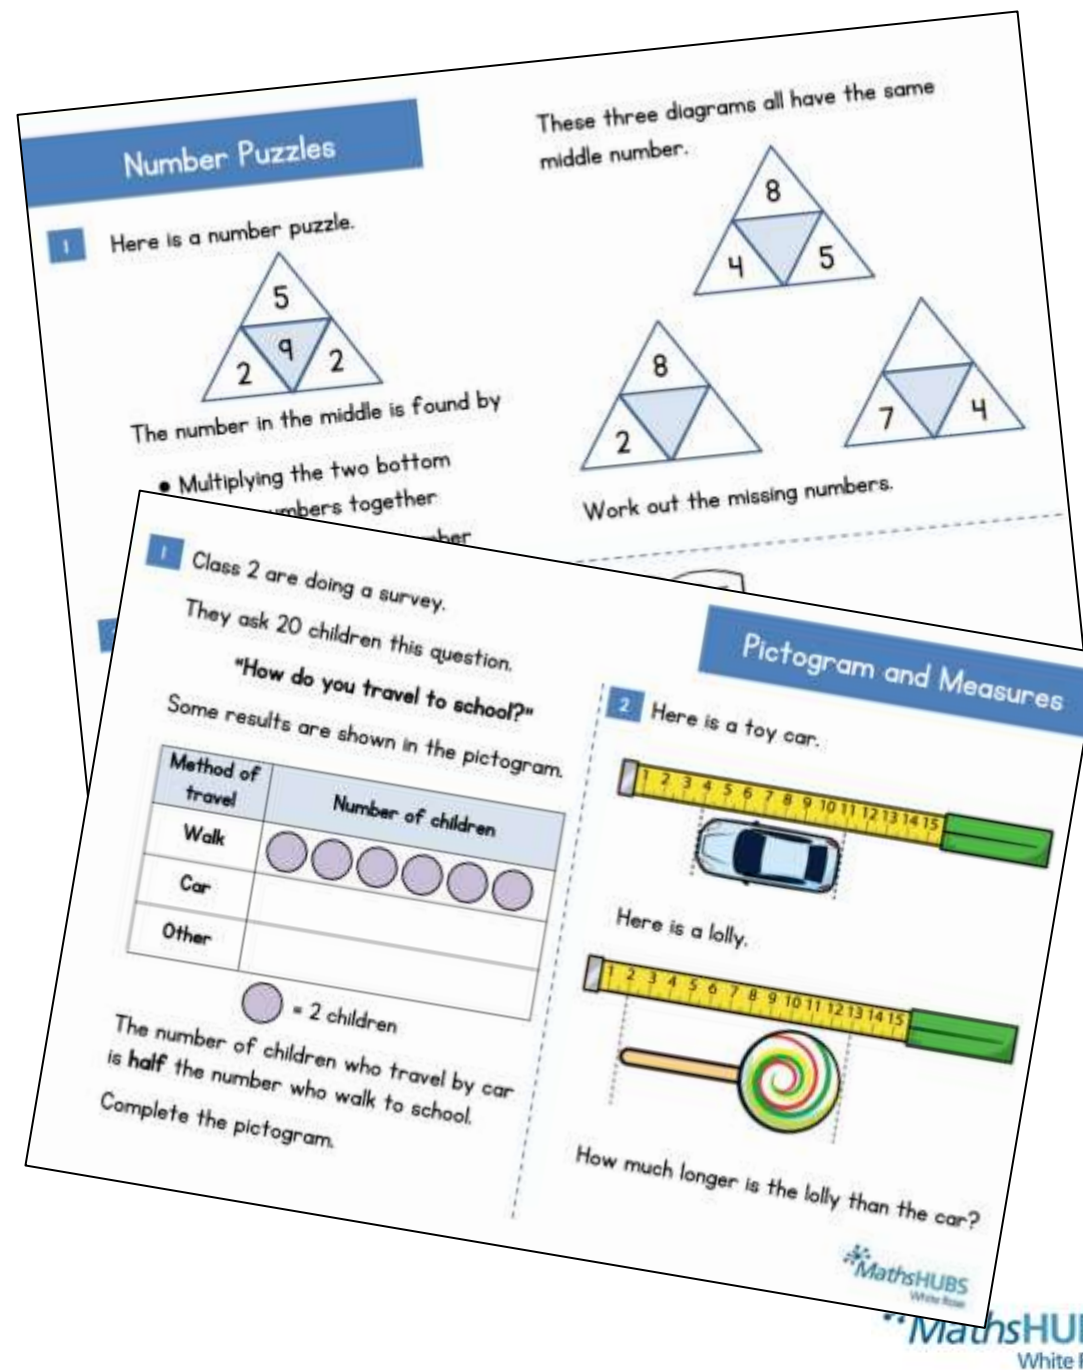 Number Puzzles
1
Here is a number puzzle.
5
2
9
2
The number in the middle is found by
• Multiplying the two bottom
together
These three diagrams all have the same
middle number.
8
4
5
8
2
7
4
Work out the missing numbers.
1
Class 2 are doing a survey.
They ask 20 children this question.
"How do you travel to school?"
Some results are shown in the pictogram.
Method of
travel
Number of children
Walk
Car
Other
= 2 children
The number of children who travel by car
is half the number who walk to school.
Complete the pictogram.
Pictogram and Measures
2
Here is a toy car.
1 2 3 4 5 6 7 8 9 10 11 12 13 14 15
Here is a lolly.
1 2 3 4 5 6 7 8 9 10 11 12 13 14 15
How much longer is the lolly than the car?
MathsHUBS
White Rose